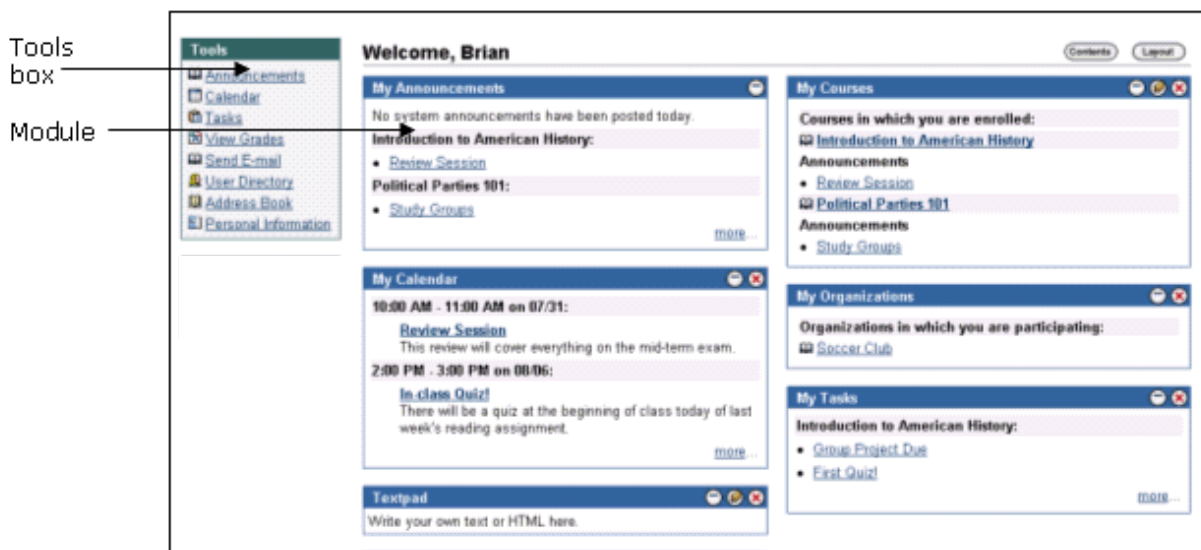 Tools
box
Module
Tools
Announcements
Calendar
Tasks
View Grades
Send E-mail
User Directory
Address Book
Personal Information
Welcome, Brian
Contents
Layout
My Announcements
No system announcements have been posted today.
Introduction to American History:
• Review Session
Political Parties 101:
• Study Groups
more...
My Calendar
10:00 AM - 11:00 AM on 07/31:
Review Session
This review will cover everything on the mid-term exam.
2:00 PM - 3:00 PM on 08/06:
In-class Quiz!
There will be a quiz at the beginning of class today of last
week's reading assignment.
more...
Textpad
Write your own text or HTML here.
My Courses
Courses in which you are enrolled:
Introduction to American History
Announcements
• Review Session
Political Parties 101
Announcements
• Study Groups
My Organizations
Organizations in which you are participating:
Soccer Club
My Tasks
Introduction to American History:
• Group Project Due
• First Quiz!
more...